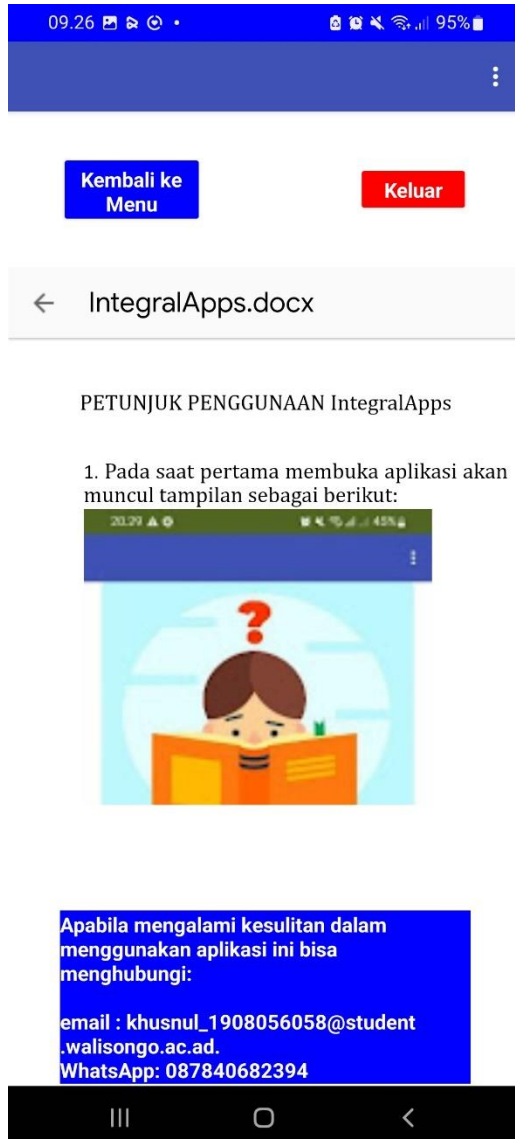 09.26
95%
Kembali ke
Menu
Keluar
IntegralApps.docx
PETUNJUK PENGGUNAAN IntegralApps
1. Pada saat pertama membuka aplikasi akan
muncul tampilan sebagai berikut:
20.29
45%
?
Apabila mengalami kesulitan dalam
menggunakan aplikasi ini bisa
menghubungi:
email : khusnul_1908056058@student
.walisongo.ac.ad.
WhatsApp: 087840682394